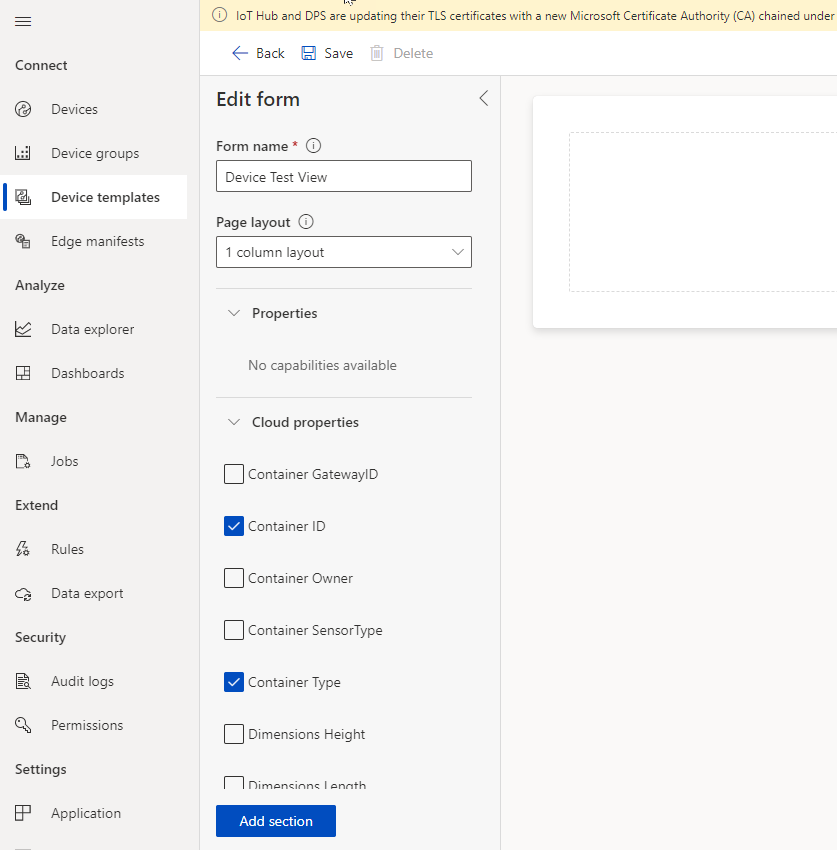 IoT Hub and DPS are updating their TLS certificates with a new Microsoft Certificate Authority (CA) chained under
Connect
Devices
Device groups
Device templates
Edge manifests
Analyze
Data explorer
Dashboards
Manage
Jobs
Extend
Rules
Data export
Security
Audit logs
Permissions
Settings
Application
Back Save Delete
Edit form
Form name *
Device Test View
Page layout
1 column layout
Properties
No capabilities available
Cloud properties
Container GatewayID
Container ID
Container Owner
Container SensorType
Container Type
Dimensions Height
Dimensions Length
Add section